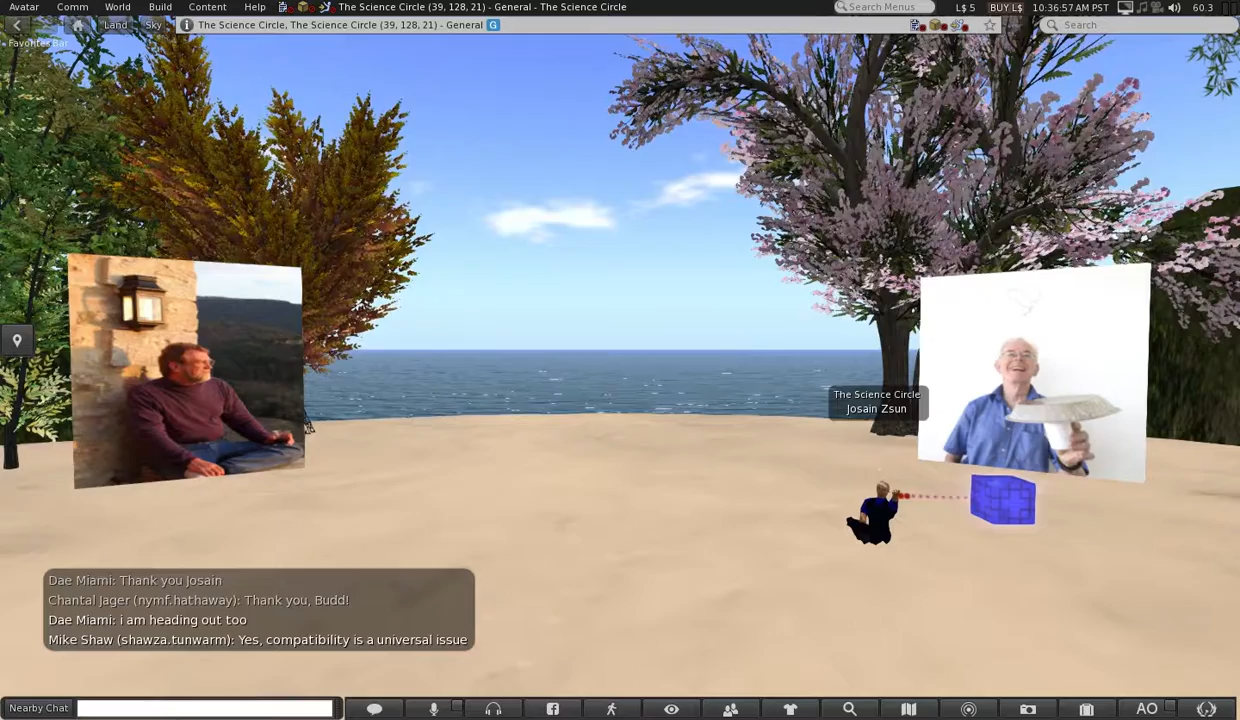 Avatar Comm World Build Content Help The Science Circle (39, 128, 21) - General - The Science Circle Search Menus L$ 5 BUY L$ 10:36:57 AM PST 60.3
Land Sky The Science Circle, The Science Circle (39, 128, 21) - General G Search
Favorites Bar
The Science Circle
Josain Zsun
Dae Miami: Thank you Josain
Chantal Jager (nymf.hathaway): Thank you, Budd!
Dae Miami: i am heading out too
Mike Shaw (shawza.tunwarm): Yes, compatibility is a universal issue
Nearby Chat AO